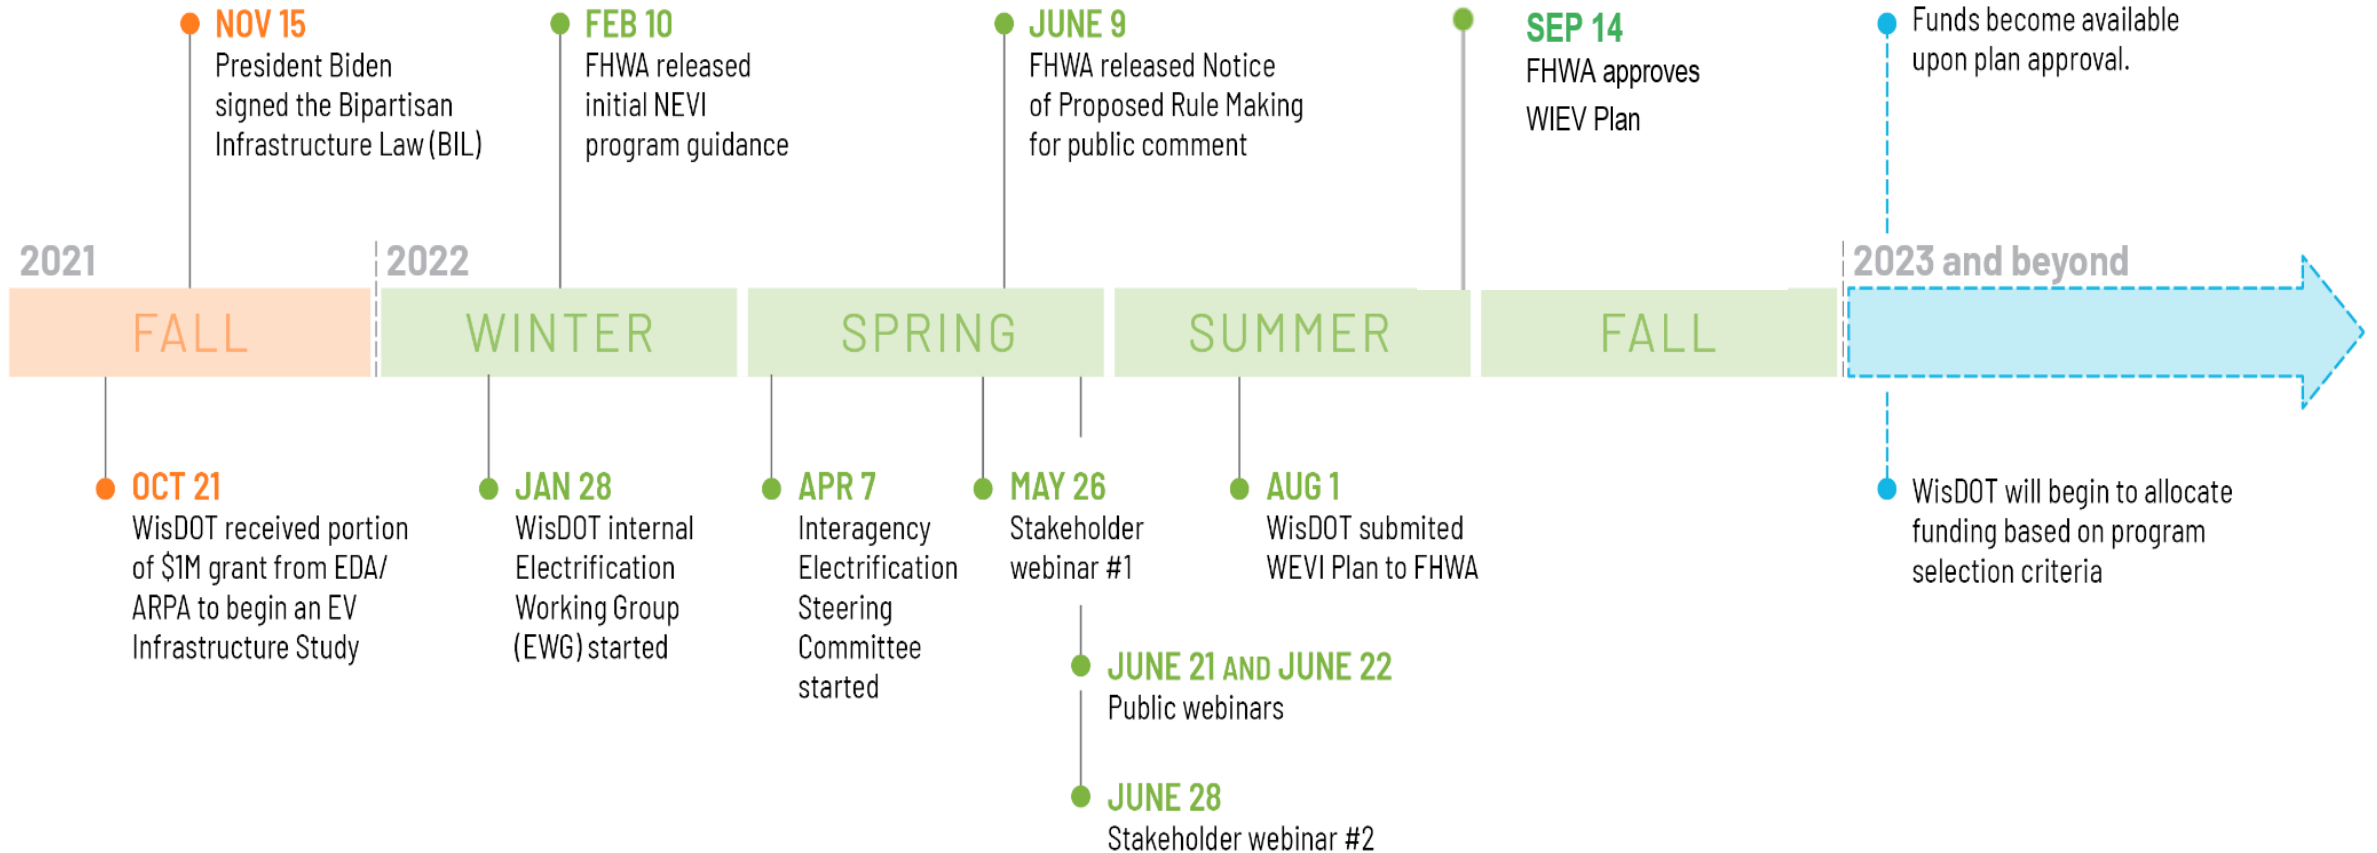 NOV 15
President Biden
signed the Bipartisan
Infrastructure Law (BIL)
FEB 10
FHWA released
initial NEVI
program guidance
JUNE 9
FHWA released Notice
of Proposed Rule Making
for public comment
SEP 14
FHWA approves
WIEV Plan
Funds become available
upon plan approval.
2021
2022
2023 and beyond
FALL
WINTER
SPRING
SUMMER
FALL
OCT 21
WisDOT received portion
of $1M grant from EDA/
ARPA to begin an EV
Infrastructure Study
JAN 28
WisDOT internal
Electrification
Working Group
(EWG) started
APR 7
Interagency
Electrification
Steering
Committee
started
MAY 26
Stakeholder
webinar #1
JUNE 21 AND JUNE 22
Public webinars
JUNE 28
Stakeholder webinar #2
AUG 1
WisDOT submited
WEVI Plan to FHWA
WisDOT will begin to allocate
funding based on program
selection criteria